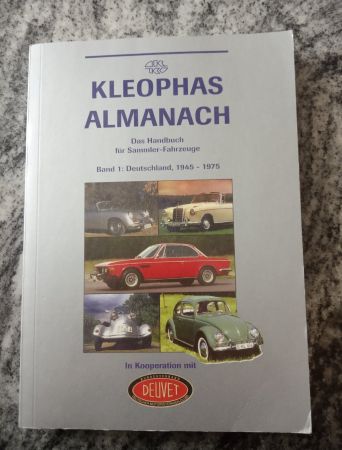 KLEOPHAS
ALMANACH
Das Handbuch
für Sammler-Fahrzeuge
Band 1: Deutschland, 1945 - 1975
In Kooperation mit
DEUVET